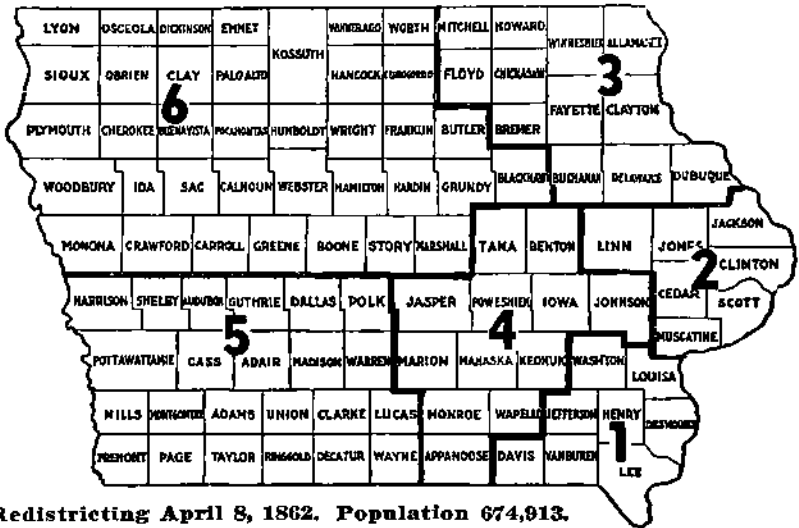 LYON OSCEOLA DICKINSON EMMET WINNEBAGO WORTH MITCHELL HOWARD
KOSSUTH WINNESHIEK ALLAMAKEE
SIOUX OBRIEN CLAY PALO ALTO HANCOCK FLOYD CHICKASAW
6 3
FAYETTE CLAYTON
PLYMOUTH CHEROKEE BUENAVISTA POCAHONTAS HUMBOLDT WRIGHT FRANKLIN BUTLER BREMER
WOODBURY IDA SAC CALHOUN WEBSTER HAMILTON HARDIN GRUNDY BLACKHAWK BUCHANAN DELAWARE DUBUQUE
JACKSON
MONONA CRAWFORD CARROLL GREENE BOONE STORY MARSHALL TAMA BENTON LINN JONES
2 CLINTON
HARRISON SHELBY AUDUBON GUTHRIE DALLAS POLK JASPER POWESHIEK IOWA JOHNSON CEDAR SCOTT
5 4
MUSCATINE
POTTAWATTAMIE CASS ADAIR MADISON WARREN MARION MAHASKA KEOKUK WASHTON
LOUISA
MILLS MONTGOMERY ADAMS UNION CLARKE LUCAS MONROE WAPELLO JEFFERSON HENRY DESMOINES
1
FREMONT PAGE TAYLOR RINGGOLD DECATUR WAYNE APPANOOSE DAVIS VANBUREN
LEE
Redistricting April 8, 1862. Population 674,913.